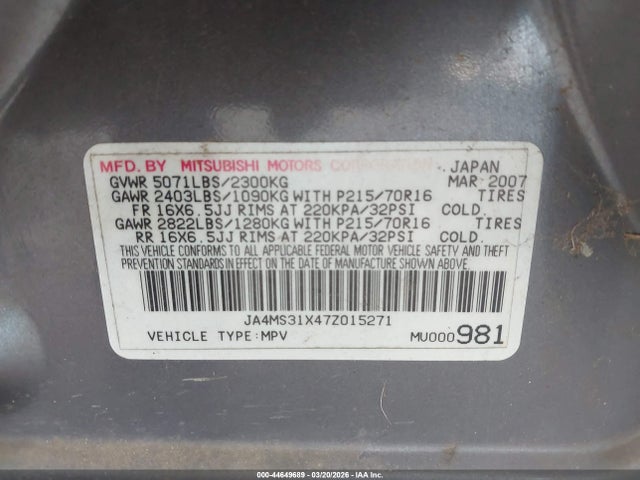 MFD. BY MITSUBISHI MOTORS CORPORATION, JAPAN
GVWR 5071LBS/2300KG MAR 2007
GAWR 2403LBS/1090KG WITH P215/70R16 TIRES
FR 16X6.5JJ RIMS AT 220KPA/32PSI COLD.
GAWR 2822LBS/1280KG WITH P215/70R16 TIRES
RR 16X6.5JJ RIMS AT 220KPA/32PSI COLD.
THIS VEHICLE CONFORMS TO ALL APPLICABLE FEDERAL MOTOR VEHICLE SAFETY AND THEFT
PREVENTION STANDARDS IN EFFECT ON THE DATE OF MANUFACTURE SHOWN ABOVE.
JA4MS31X47Z015271
VEHICLE TYPE:MPV MU000981
000-44649689 | 03/20/2026 - IAA, Inc.